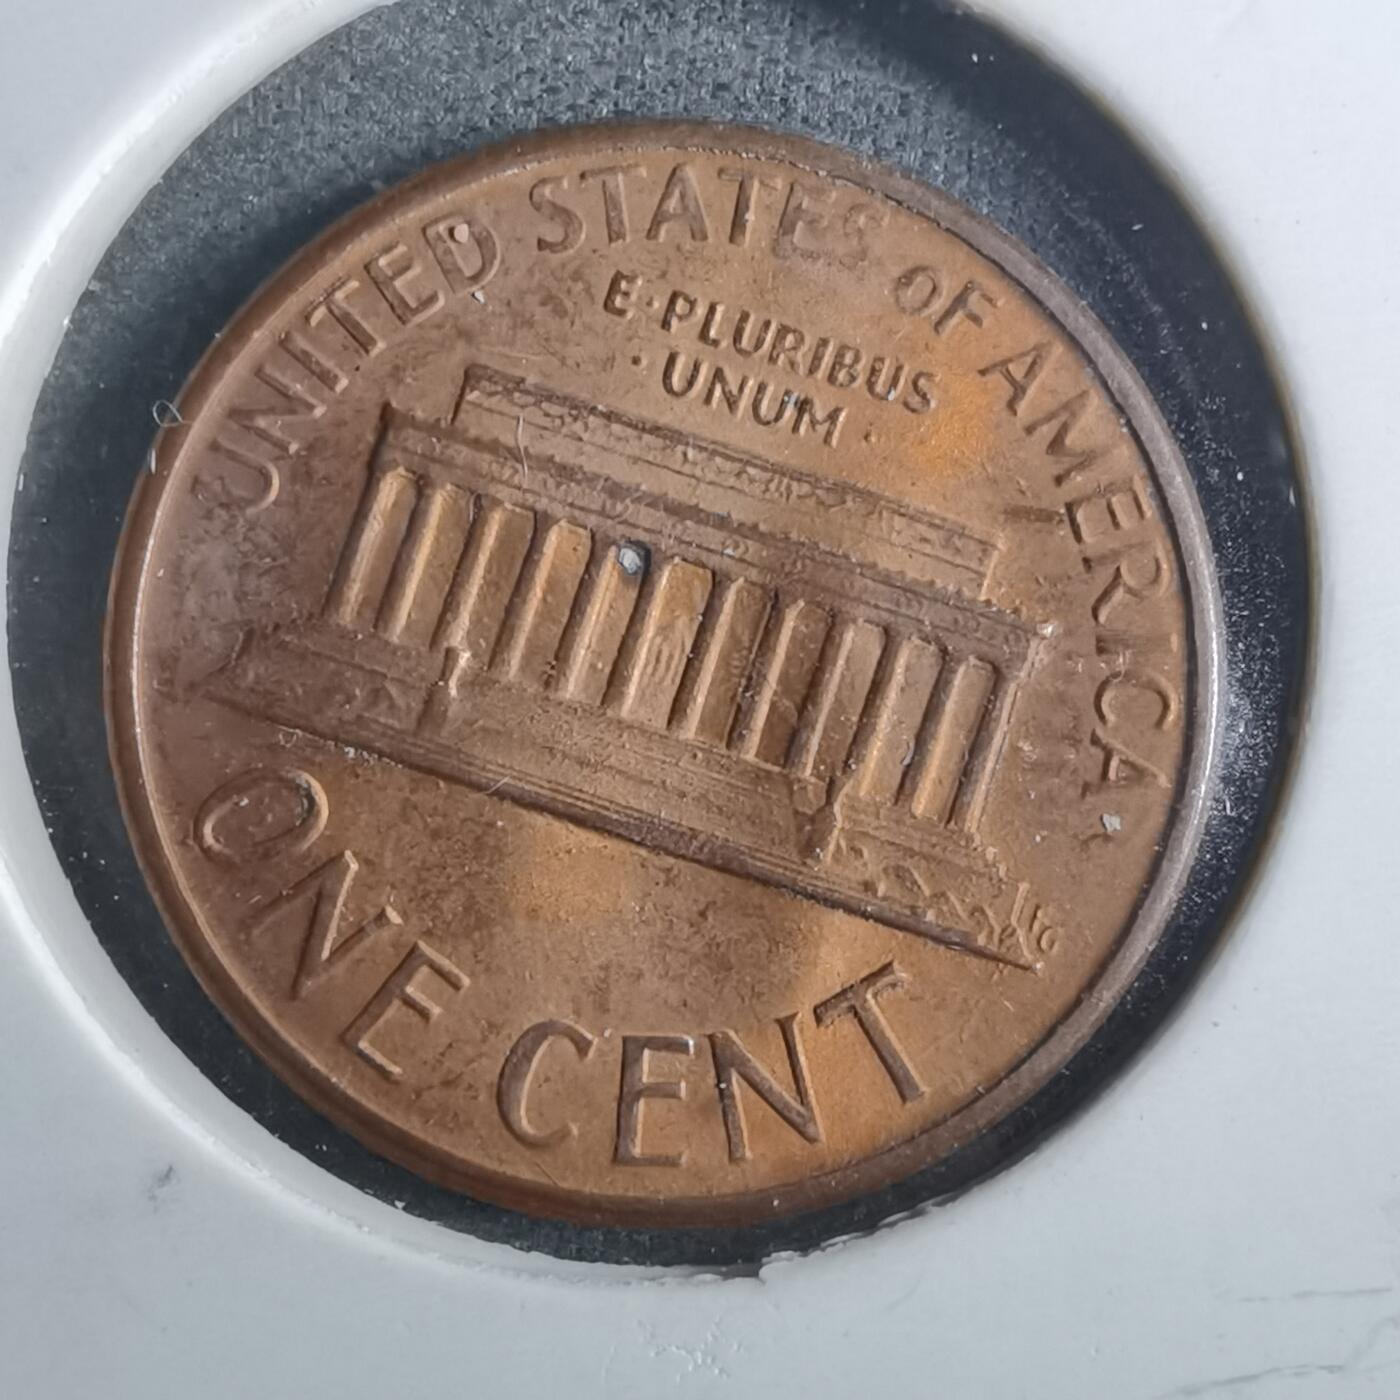 UNITED STATES OF AMERICA
E·PLURIBUS
·UNUM·
ONE CENT